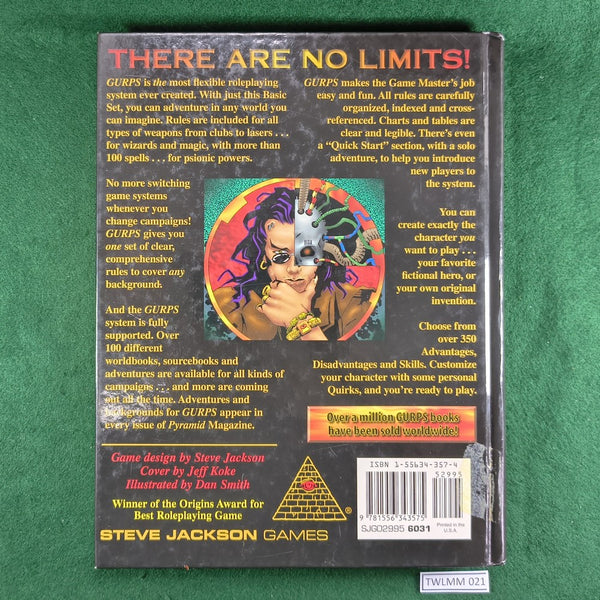 THERE ARE NO LIMITS!
GURPS is the most flexible roleplaying
system ever created. With just this Basic
Set, you can adventure in any world you
can imagine. Rules are included for all
types of weapons from clubs to lasers . . .
for wizards and magic, with more than
100 spells . . . for psionic powers.
No more switching
game systems
whenever you
change campaigns!
GURPS gives you
one set of clear,
comprehensive
rules to cover any
background.
And the GURPS
system is fully
supported. Over
100 different
worldbooks, sourcebooks and
adventures are available for all kinds of
campaigns . . . and more are coming
out all the time. Adventures and
backgrounds for GURPS appear in
every issue of Pyramid Magazine.
GURPS makes the Game Master's job
easy and fun. All rules are carefully
organized, indexed and cross-
referenced. Charts and tables are
clear and legible. There's even
a "Quick Start" section, with a solo
adventure, to help you introduce
new players to
the system.
You can
create exactly the
character you
want to play . . .
your favorite
fictional hero, or
your own original
invention.
Choose from
over 350
Advantages,
Disadvantages and Skills. Customize
your character with some personal
Quirks, and you're ready to play.
Over a million GURPS books
have been sold worldwide!
Game design by Steve Jackson
Cover by Jeff Koke
Illustrated by Dan Smith
Winner of the Origins Award for
Best Roleplaying Game
STEVE JACKSON GAMES
ISBN 1-55634-357-4
52995
9 781556 343575
SJG02995 6031
Printed in the
U.S.A.
TWLMM 021